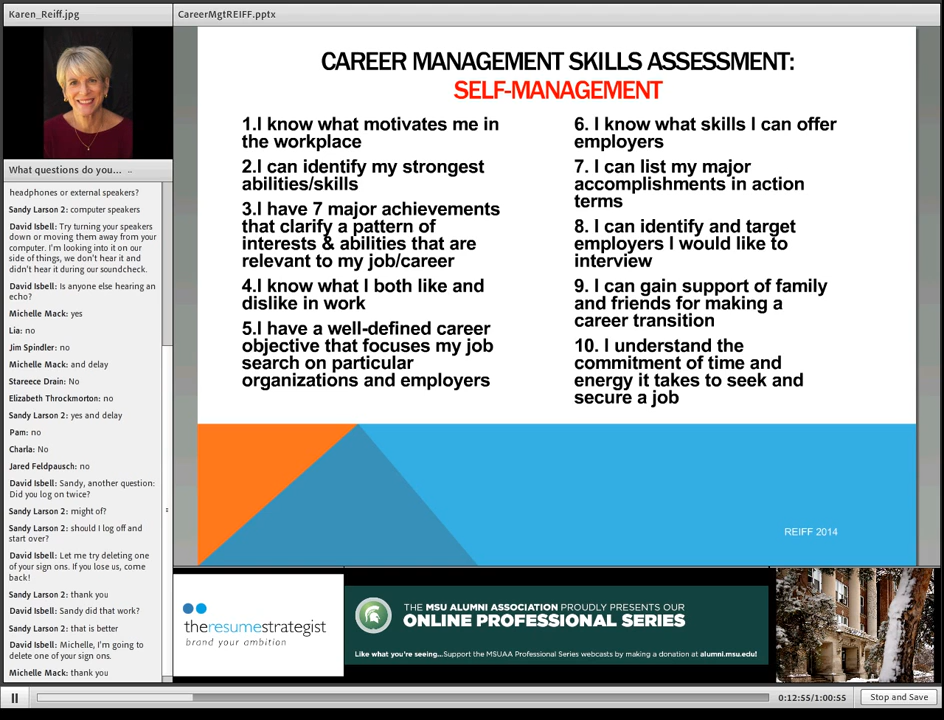 Karen_Reiff.jpg
CareerMgtREIFF.pptx
What questions do you... ..
headphones or external speakers?
Sandy Larson 2: computer speakers
David Isbell: Try turning your speakers
down or moving them away from your
computer. I'm looking into it on our
side of things, we don't hear it and
didn't hear it during our soundcheck.
David Isbell: Is anyone else hearing an
echo?
Michelle Mack: yes
Lia: no
Jim Spindler: no
Michelle Mack: and delay
Stareece Drain: No
Elizabeth Throckmorton: no
Sandy Larson 2: yes and delay
Pam: no
Charla: No
Jared Feldpausch: no
David Isbell: Sandy, another question:
Did you log on twice?
Sandy Larson 2: might of?
Sandy Larson 2: should I log off and
start over?
David Isbell: Let me try deleting one
of your sign ons. If you lose us, come
back!
Sandy Larson 2: thank you
David Isbell: Sandy did that work?
Sandy Larson 2: that is better
David Isbell: Michelle, I'm going to
delete one of your sign ons.
Michelle Mack: thank you
CAREER MANAGEMENT SKILLS ASSESSMENT:
SELF-MANAGEMENT
1.I know what motivates me in
the workplace
2.I can identify my strongest
abilities/skills
3.I have 7 major achievements
that clarify a pattern of
interests & abilities that are
relevant to my job/career
4.I know what I both like and
dislike in work
5.I have a well-defined career
objective that focuses my job
search on particular
organizations and employers
6. I know what skills I can offer
employers
7. I can list my major
accomplishments in action
terms
8. I can identify and target
employers I would like to
interview
9. I can gain support of family
and friends for making a
career transition
10. I understand the
commitment of time and
energy it takes to seek and
secure a job
REIFF 2014
theresumestrategist
brand your ambition
THE MSU ALUMNI ASSOCIATION PROUDLY PRESENTS OUR
ONLINE PROFESSIONAL SERIES
Like what you're seeing...Support the MSUAA Professional Series webcasts by making a donation at alumni.msu.edu!
0:12:55/1:00:55
Stop and Save